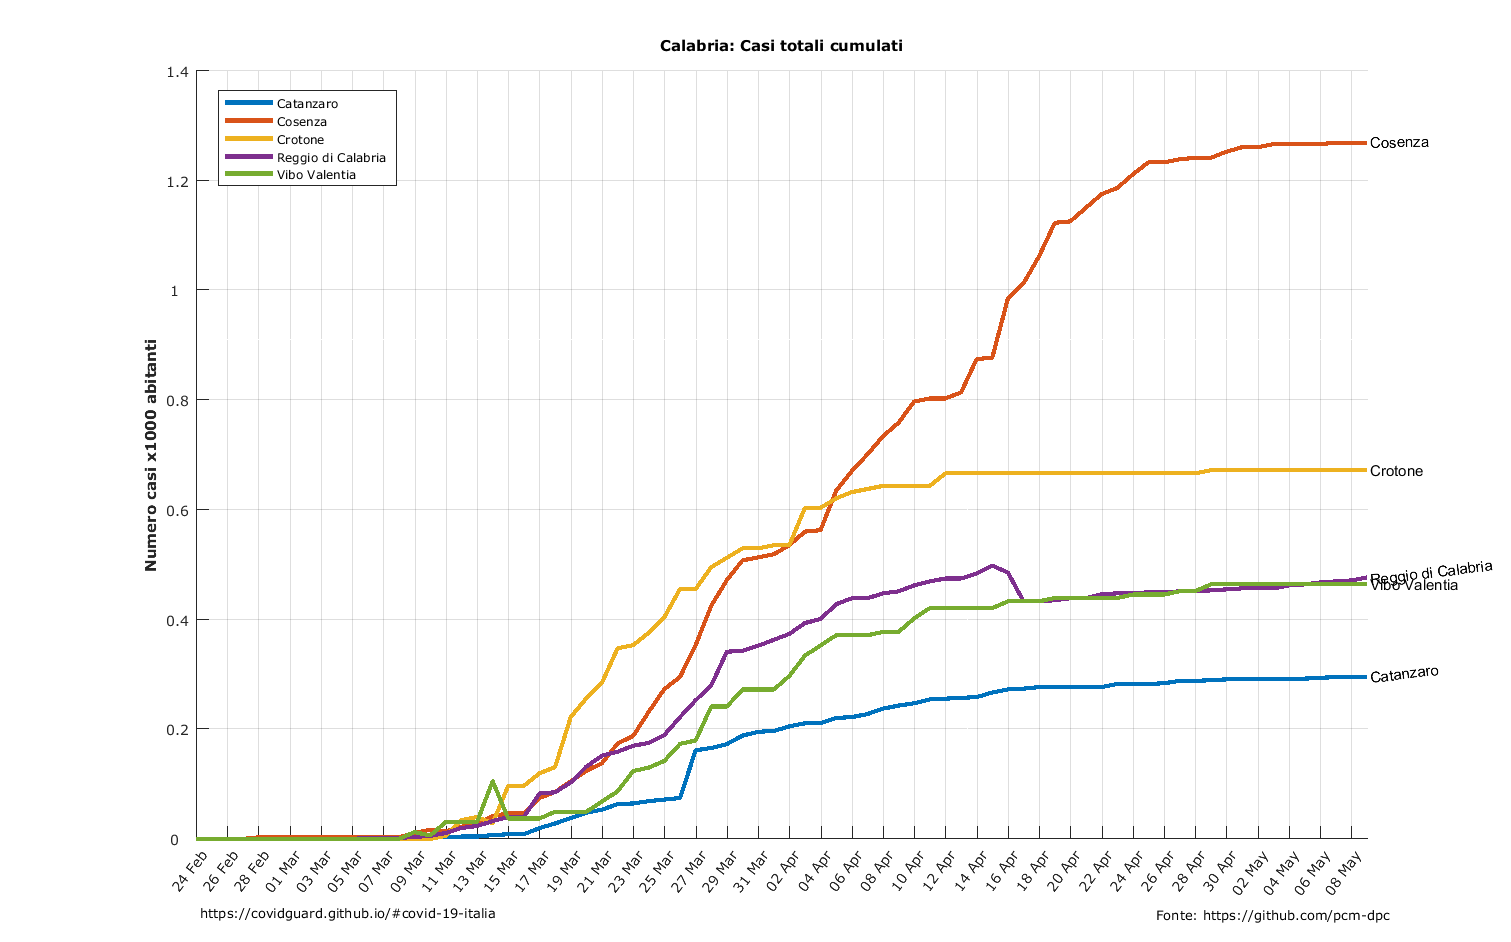 Calabria: Casi totali cumulati
Numero casi x1000 abitanti
1.4
1.2
1
0.8
0.6
0.4
0.2
0
Catanzaro
Cosenza
Crotone
Reggio di Calabria
Vibo Valentia
Cosenza
Crotone
Reggio di Calabria
Vibo Valentia
Catanzaro
24 Feb
26 Feb
28 Feb
01 Mar
03 Mar
05 Mar
07 Mar
09 Mar
11 Mar
13 Mar
15 Mar
17 Mar
19 Mar
21 Mar
23 Mar
25 Mar
27 Mar
29 Mar
31 Mar
02 Apr
04 Apr
06 Apr
08 Apr
10 Apr
12 Apr
14 Apr
16 Apr
18 Apr
20 Apr
22 Apr
24 Apr
26 Apr
28 Apr
30 Apr
02 May
04 May
06 May
08 May
https://covidguard.github.io/#covid-19-italia
Fonte: https://github.com/pcm-dpc